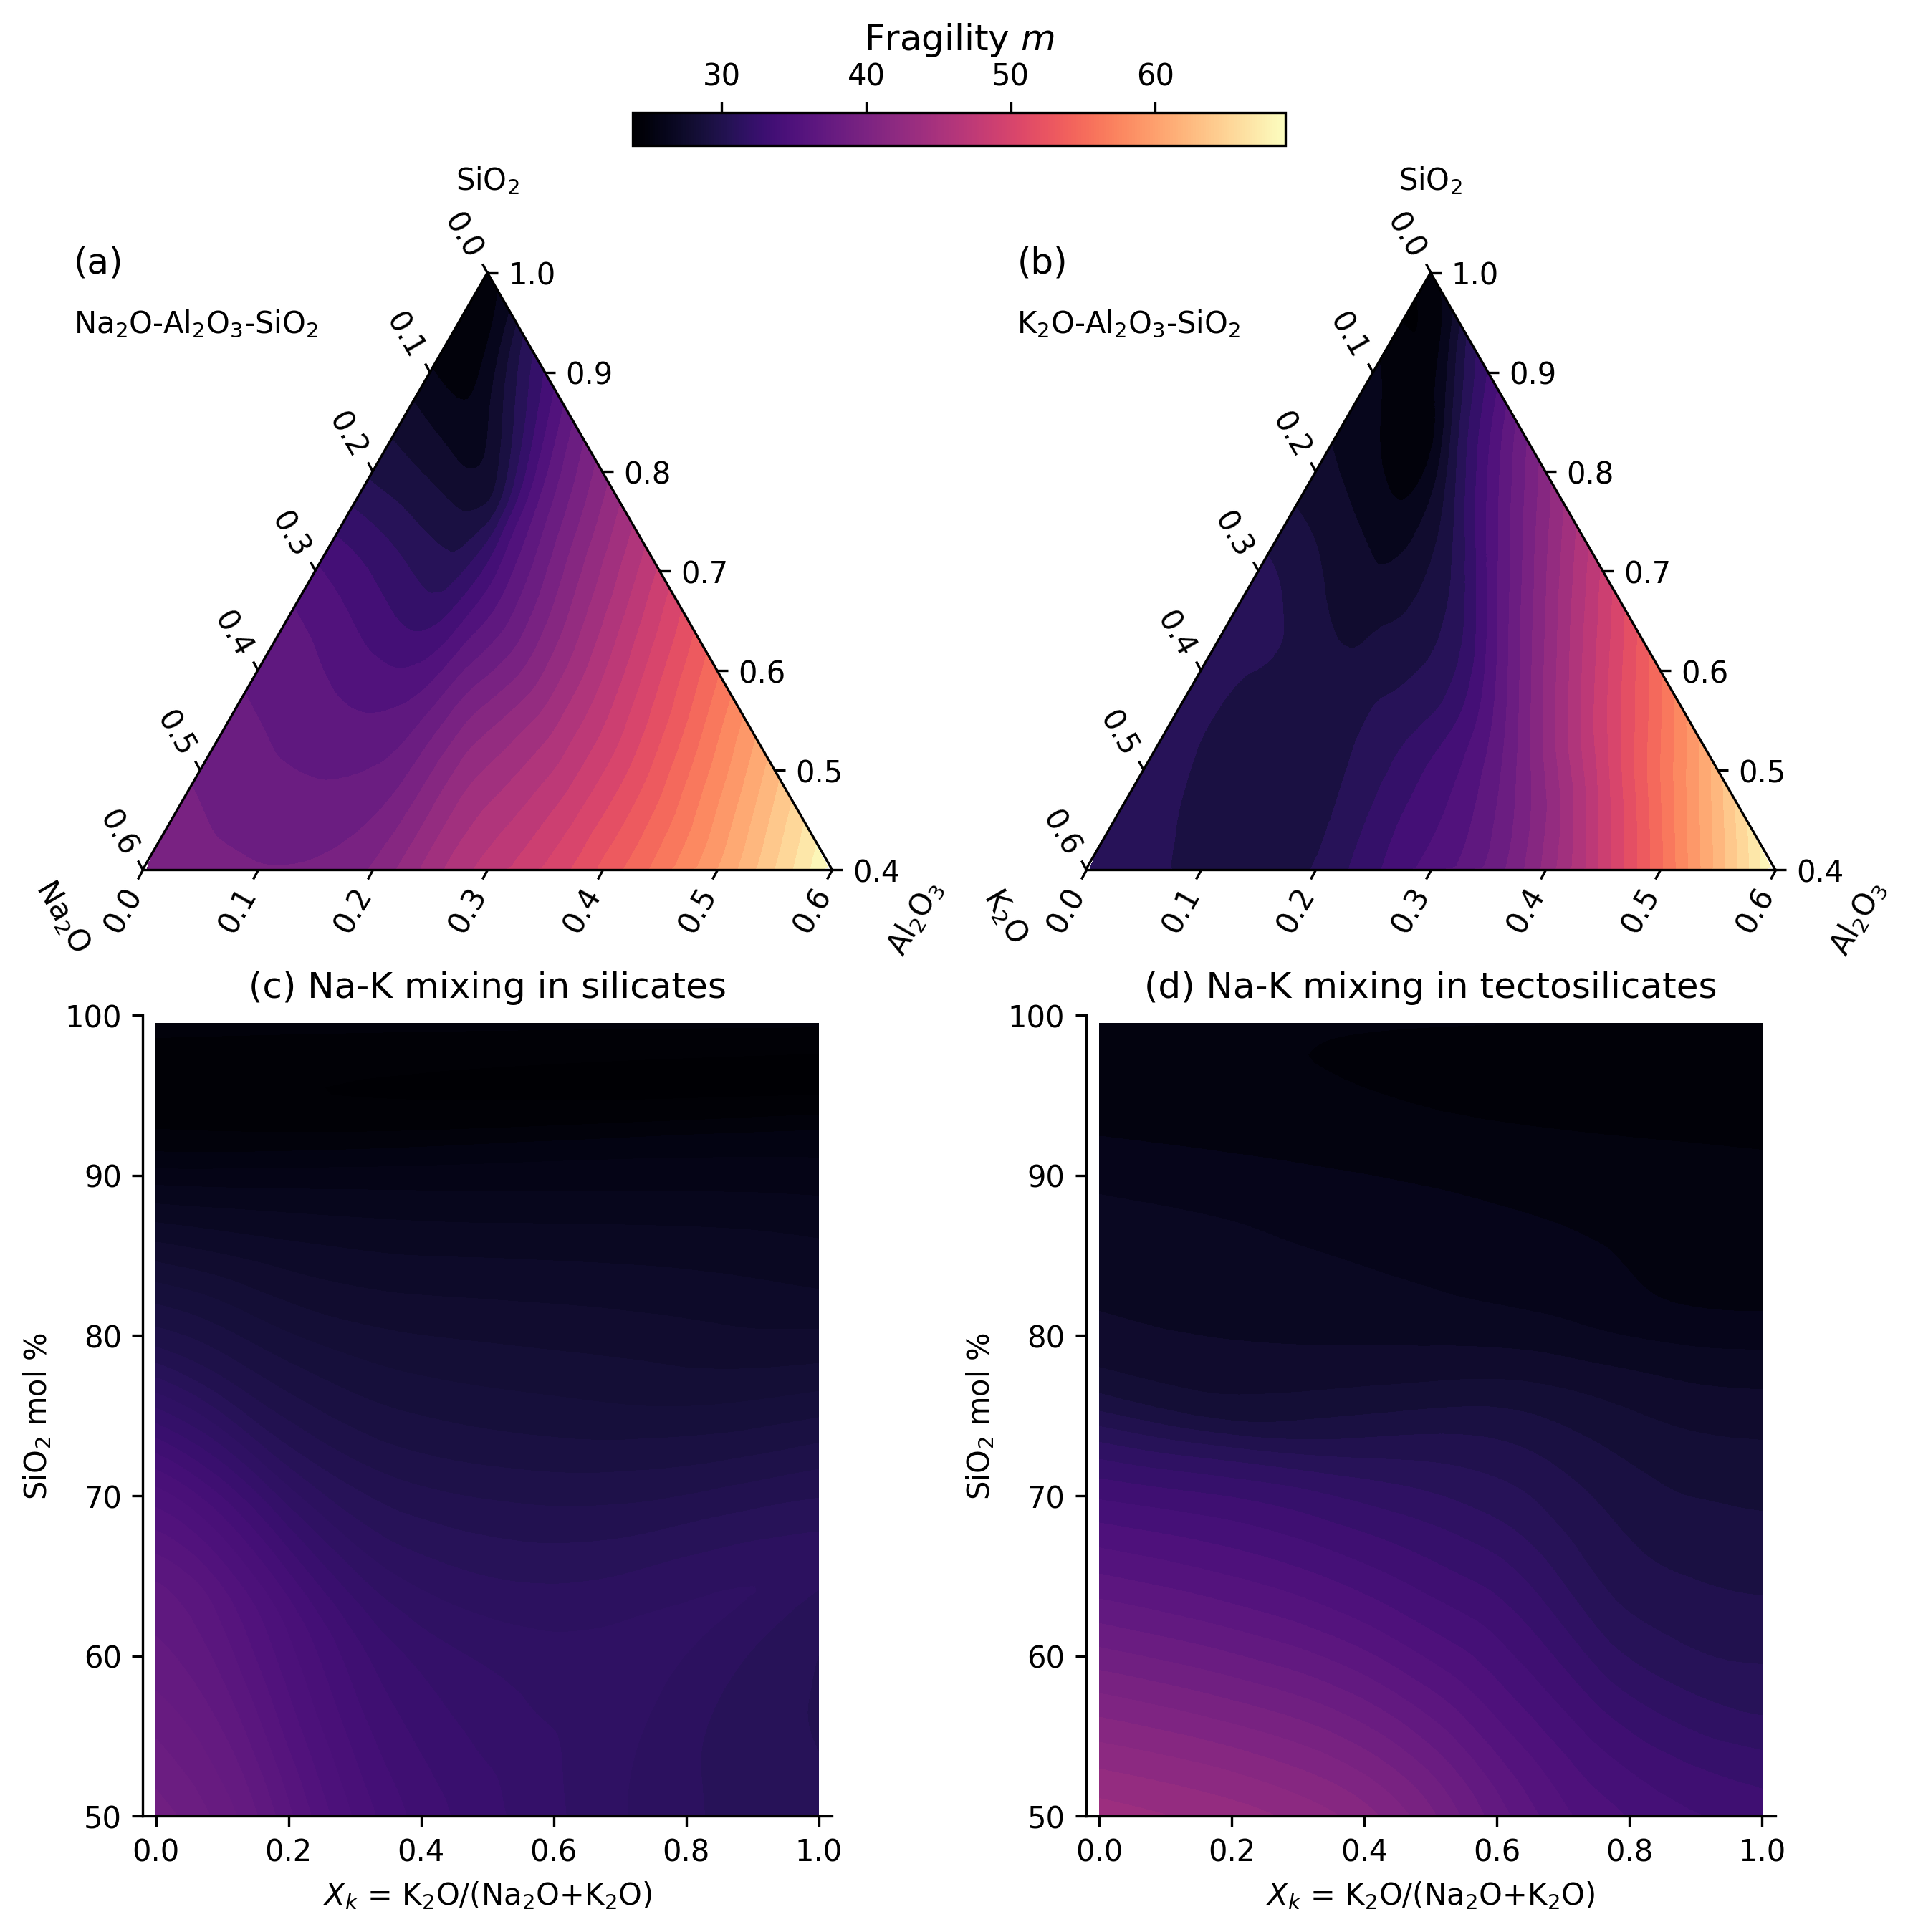 Fragility m
30 40 50 60
SiO₂ SiO₂
(a) (b)
Na₂O-Al₂O₃-SiO₂ K₂O-Al₂O₃-SiO₂
0.0 0.0
1.0 1.0
0.1 0.1
0.9 0.9
0.2 0.2
0.8 0.8
0.3 0.3
0.7 0.7
0.4 0.4
0.6 0.6
0.5 0.5
0.5 0.5
0.6 0.6
0.4 0.4
Na₂O 0.0 0.1 0.2 0.3 0.4 0.5 0.6 Al₂O₃
K₂O 0.0 0.1 0.2 0.3 0.4 0.5 0.6 Al₂O₃
(c) Na-K mixing in silicates
100
90
80
70
60
50
SiO₂ mol %
0.0 0.2 0.4 0.6 0.8 1.0
Xₖ = K₂O/(Na₂O+K₂O)
(d) Na-K mixing in tectosilicates
100
90
80
70
60
50
SiO₂ mol %
0.0 0.2 0.4 0.6 0.8 1.0
Xₖ = K₂O/(Na₂O+K₂O)